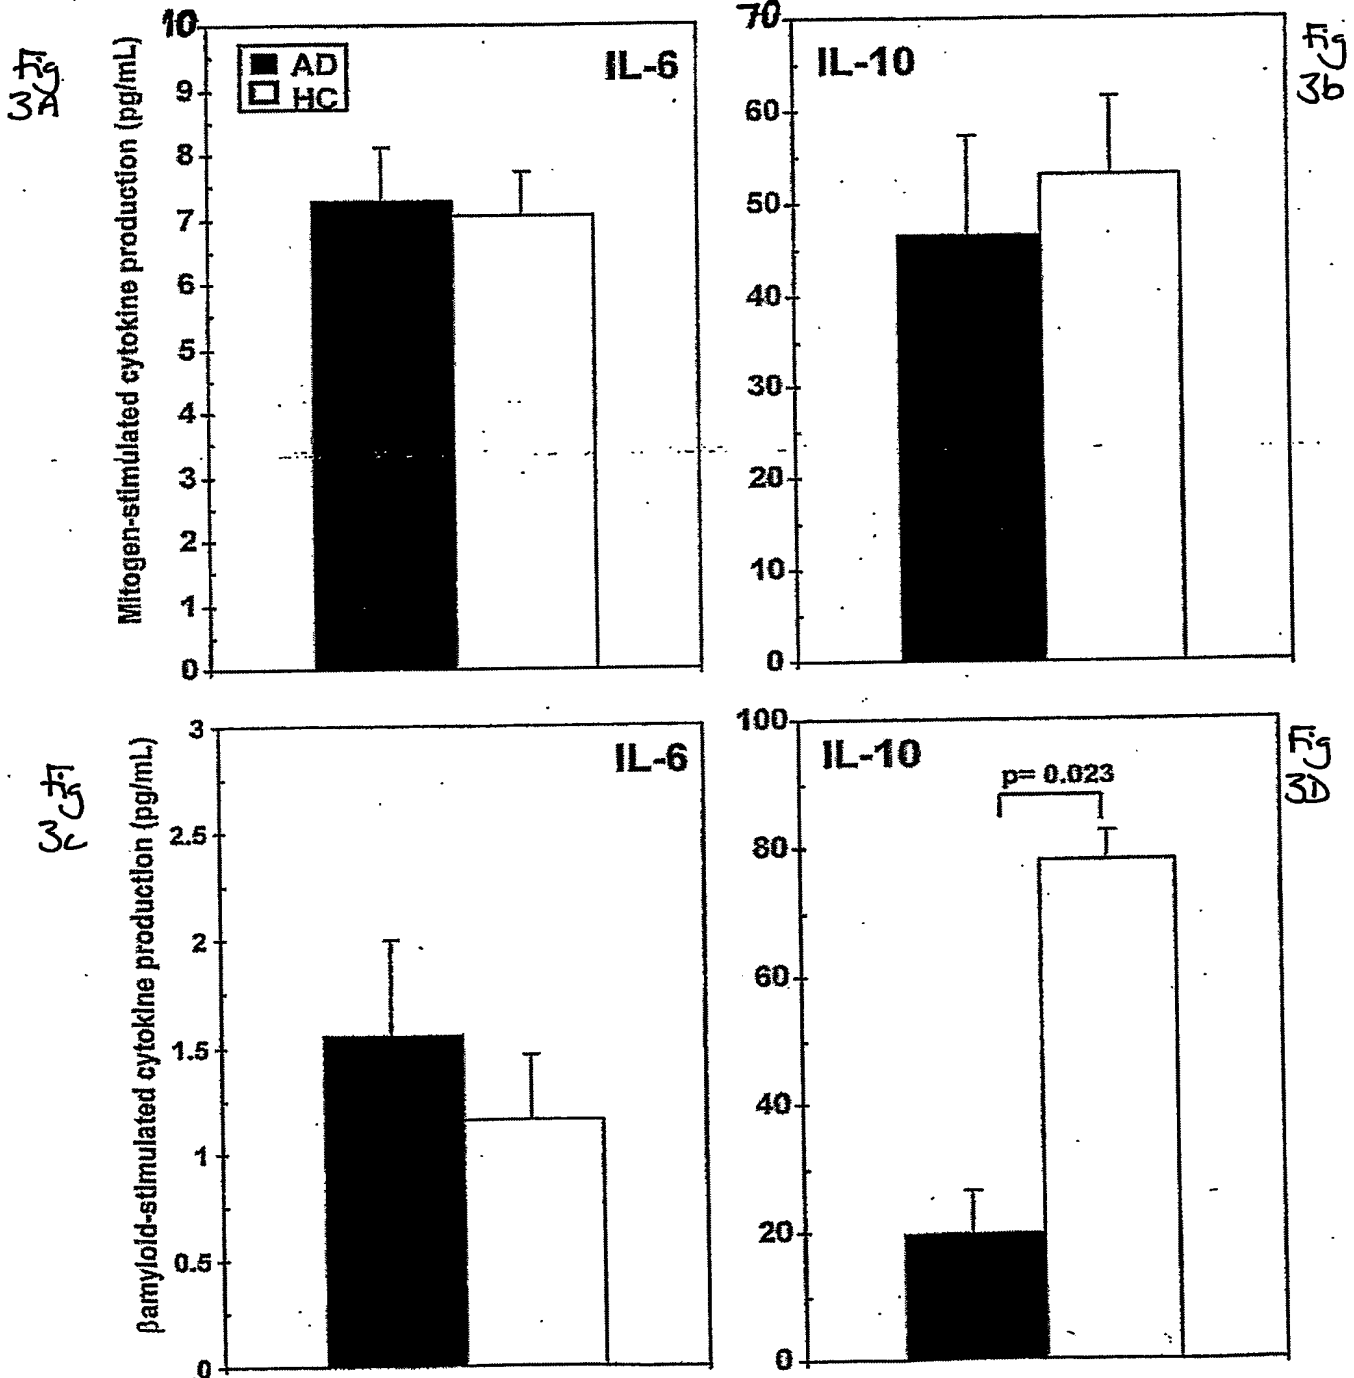 Fig
3A
Mitogen-stimulated cytokine production (pg/mL)
10
9
8
7
6
5
4
3
2
1
0
AD
HC
IL-6
70
60
50
40
30
20
10
0
IL-10
Fig
3b
Fig
3c
βamyloid-stimulated cytokine production (pg/mL)
3
2.5
2
1.5
1
0.5
0
IL-6
100
80
60
40
20
0
IL-10
p= 0.023
Fig
3D